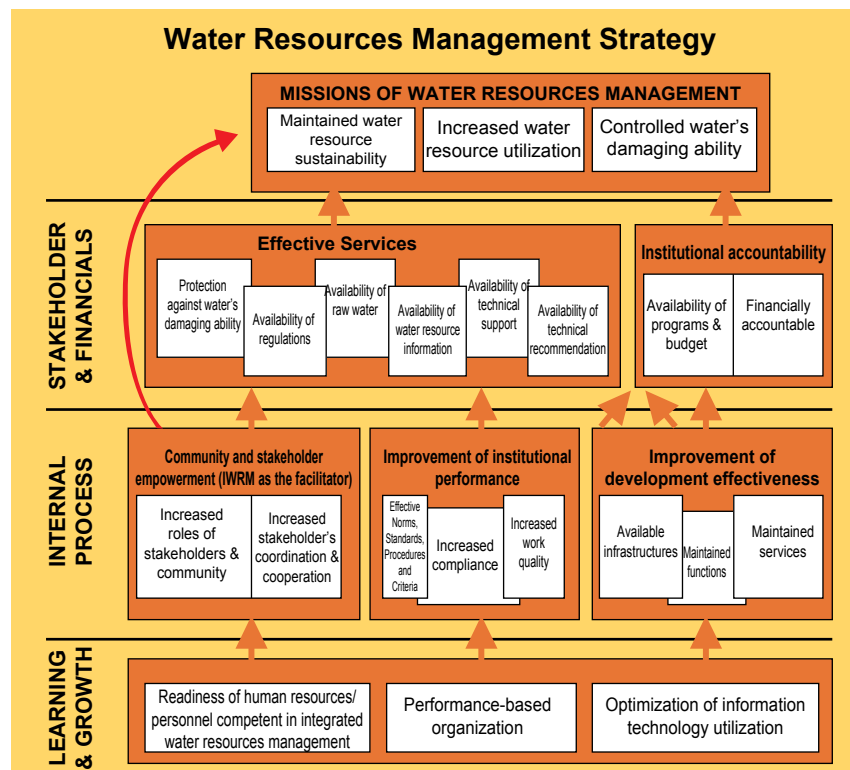 Water Resources Management Strategy
MISSIONS OF WATER RESOURCES MANAGEMENT
Maintained water
resource
sustainability
Increased water
resource utilization
Controlled water's
damaging ability
STAKEHOLDER
& FINANCIALS
Effective Services
Protection
against water's
damaging ability
Availability of
regulations
Availability of
raw water
Availability of
water resource
information
Availability of
technical
support
Availability of
technical
recommendation
Institutional accountability
Availability of
programs &
budget
Financially
accountable
INTERNAL
PROCESS
Community and stakeholder
empowerment (IWRM as the facilitator)
Increased
roles of
stakeholders &
community
Increased
stakeholder's
coordination &
cooperation
Improvement of institutional
performance
Effective
Norms,
Standards,
Procedures
and
Criteria
Increased
compliance
Increased
work
quality
Improvement of
development effectiveness
Available
infrastructures
Maintained
functions
Maintained
services
LEARNING
& GROWTH
Readiness of human resources/
personnel competent in integrated
water resources management
Performance-based
organization
Optimization of information
technology utilization